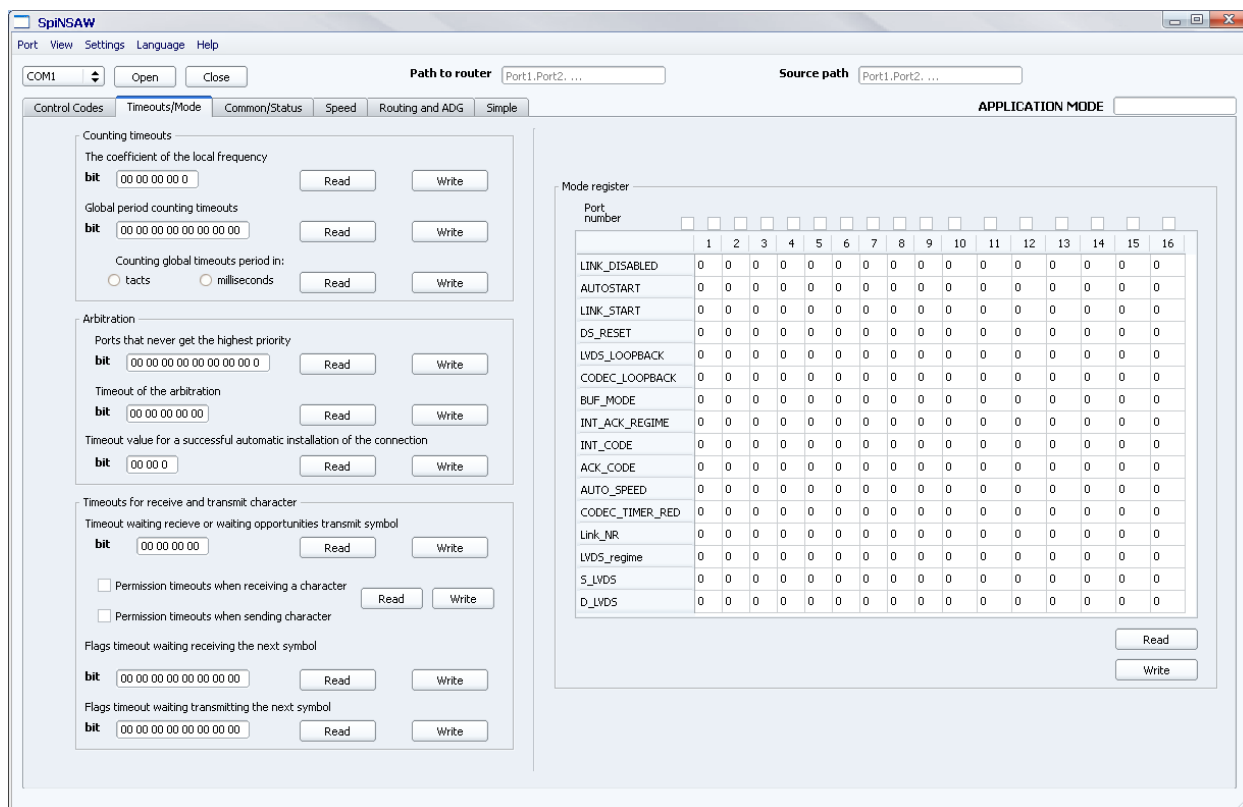 SpiNSAW
Port View Settings Language Help
COM1 Open Close Path to router Port1.Port2. ... Source path Port1.Port2. ...
Control Codes Timeouts/Mode Common/Status Speed Routing and ADG Simple APPLICATION MODE
Counting timeouts
The coefficient of the local frequency
bit 00 00 00 00 0 Read Write
Global period counting timeouts
bit 00 00 00 00 00 00 00 00 Read Write
Counting global timeouts period in:
tacts milliseconds Read Write
Arbitration
Ports that never get the highest priority
bit 00 00 00 00 00 00 00 00 0 Read Write
Timeout of the arbitration
bit 00 00 00 00 00 Read Write
Timeout value for a successful automatic installation of the connection
bit 00 00 0 Read Write
Timeouts for receive and transmit character
Timeout waiting recieve or waiting opportunities transmit symbol
bit 00 00 00 00 Read Write
Permission timeouts when receiving a character
Read Write
Permission timeouts when sending character
Flags timeout waiting receiving the next symbol
bit 00 00 00 00 00 00 00 00 Read Write
Flags timeout waiting transmitting the next symbol
bit 00 00 00 00 00 00 00 00 Read Write
Mode register
Port
number
1 2 3 4 5 6 7 8 9 10 11 12 13 14 15 16
LINK_DISABLED 0 0 0 0 0 0 0 0 0 0 0 0 0 0 0 0
AUTOSTART 0 0 0 0 0 0 0 0 0 0 0 0 0 0 0 0
LINK_START 0 0 0 0 0 0 0 0 0 0 0 0 0 0 0 0
DS_RESET 0 0 0 0 0 0 0 0 0 0 0 0 0 0 0 0
LVDS_LOOPBACK 0 0 0 0 0 0 0 0 0 0 0 0 0 0 0 0
CODEC_LOOPBACK 0 0 0 0 0 0 0 0 0 0 0 0 0 0 0 0
BUF_MODE 0 0 0 0 0 0 0 0 0 0 0 0 0 0 0 0
INT_ACK_REGIME 0 0 0 0 0 0 0 0 0 0 0 0 0 0 0 0
INT_CODE 0 0 0 0 0 0 0 0 0 0 0 0 0 0 0 0
ACK_CODE 0 0 0 0 0 0 0 0 0 0 0 0 0 0 0 0
AUTO_SPEED 0 0 0 0 0 0 0 0 0 0 0 0 0 0 0 0
CODEC_TIMER_RED 0 0 0 0 0 0 0 0 0 0 0 0 0 0 0 0
Link_NR 0 0 0 0 0 0 0 0 0 0 0 0 0 0 0 0
LVDS_regime 0 0 0 0 0 0 0 0 0 0 0 0 0 0 0 0
S_LVDS 0 0 0 0 0 0 0 0 0 0 0 0 0 0 0 0
D_LVDS 0 0 0 0 0 0 0 0 0 0 0 0 0 0 0 0
Read
Write